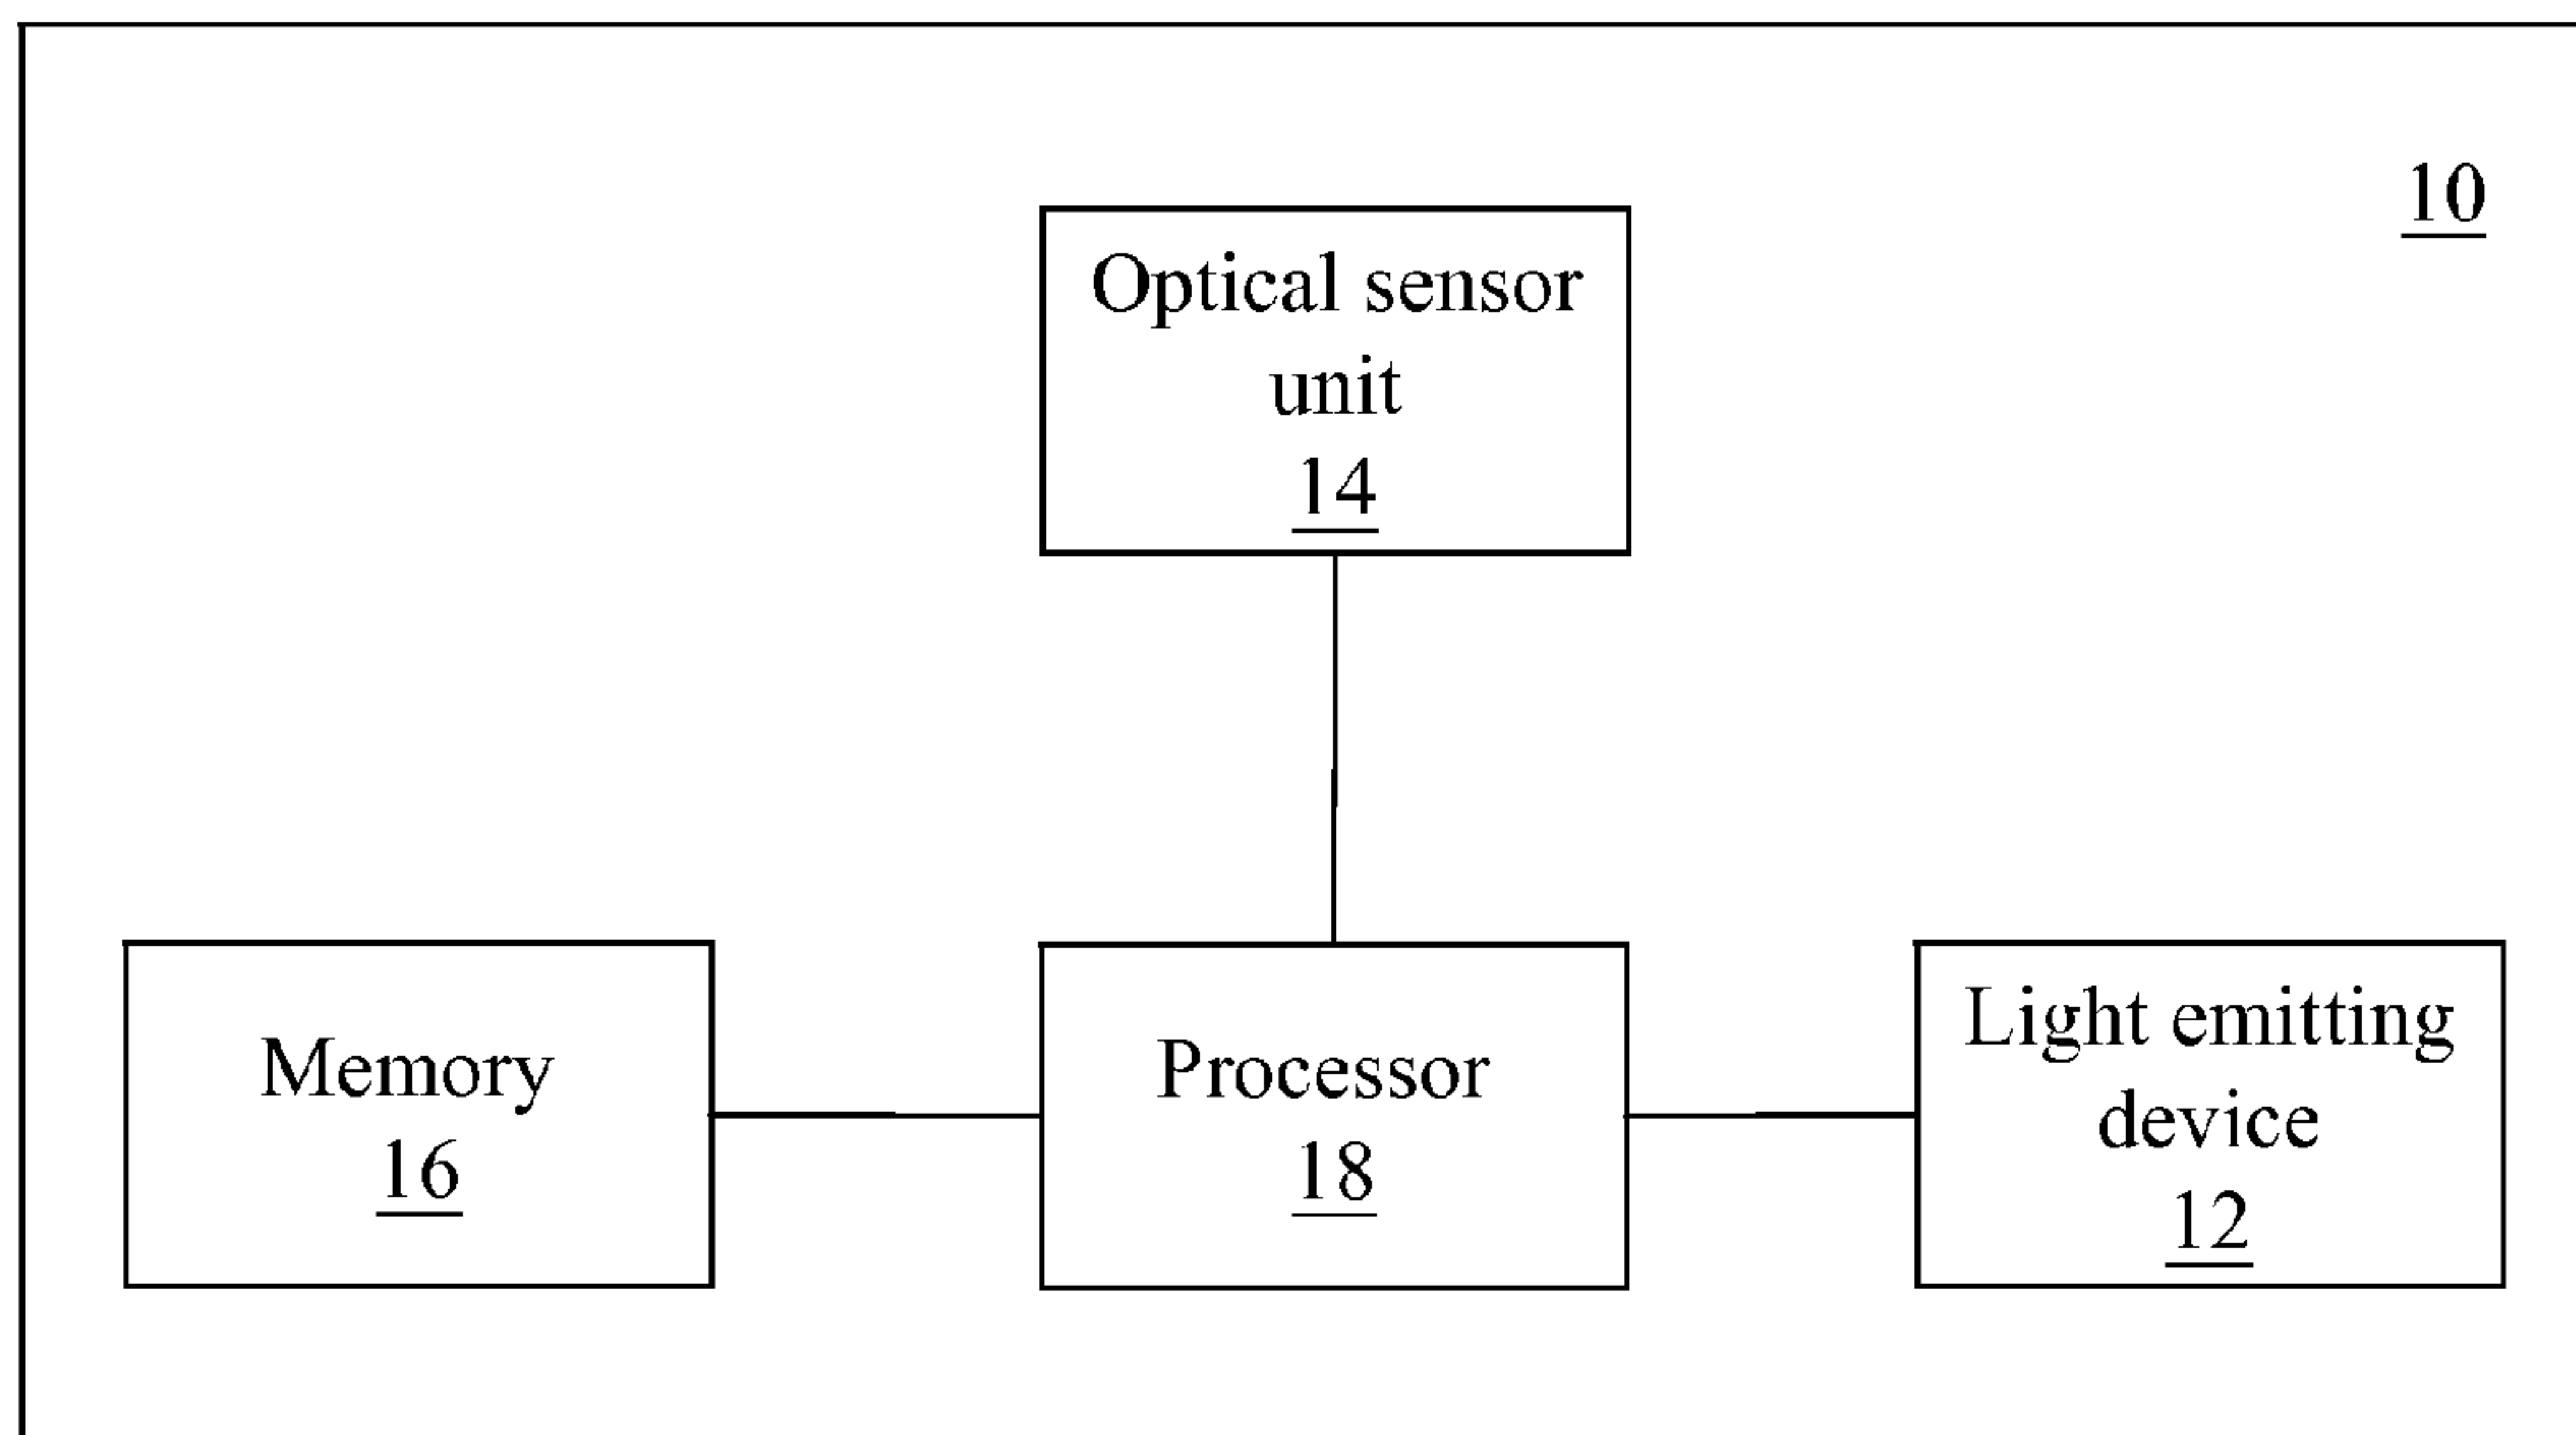 10
Optical sensor
unit
14
Memory
16
Processor
18
Light emitting
device
12